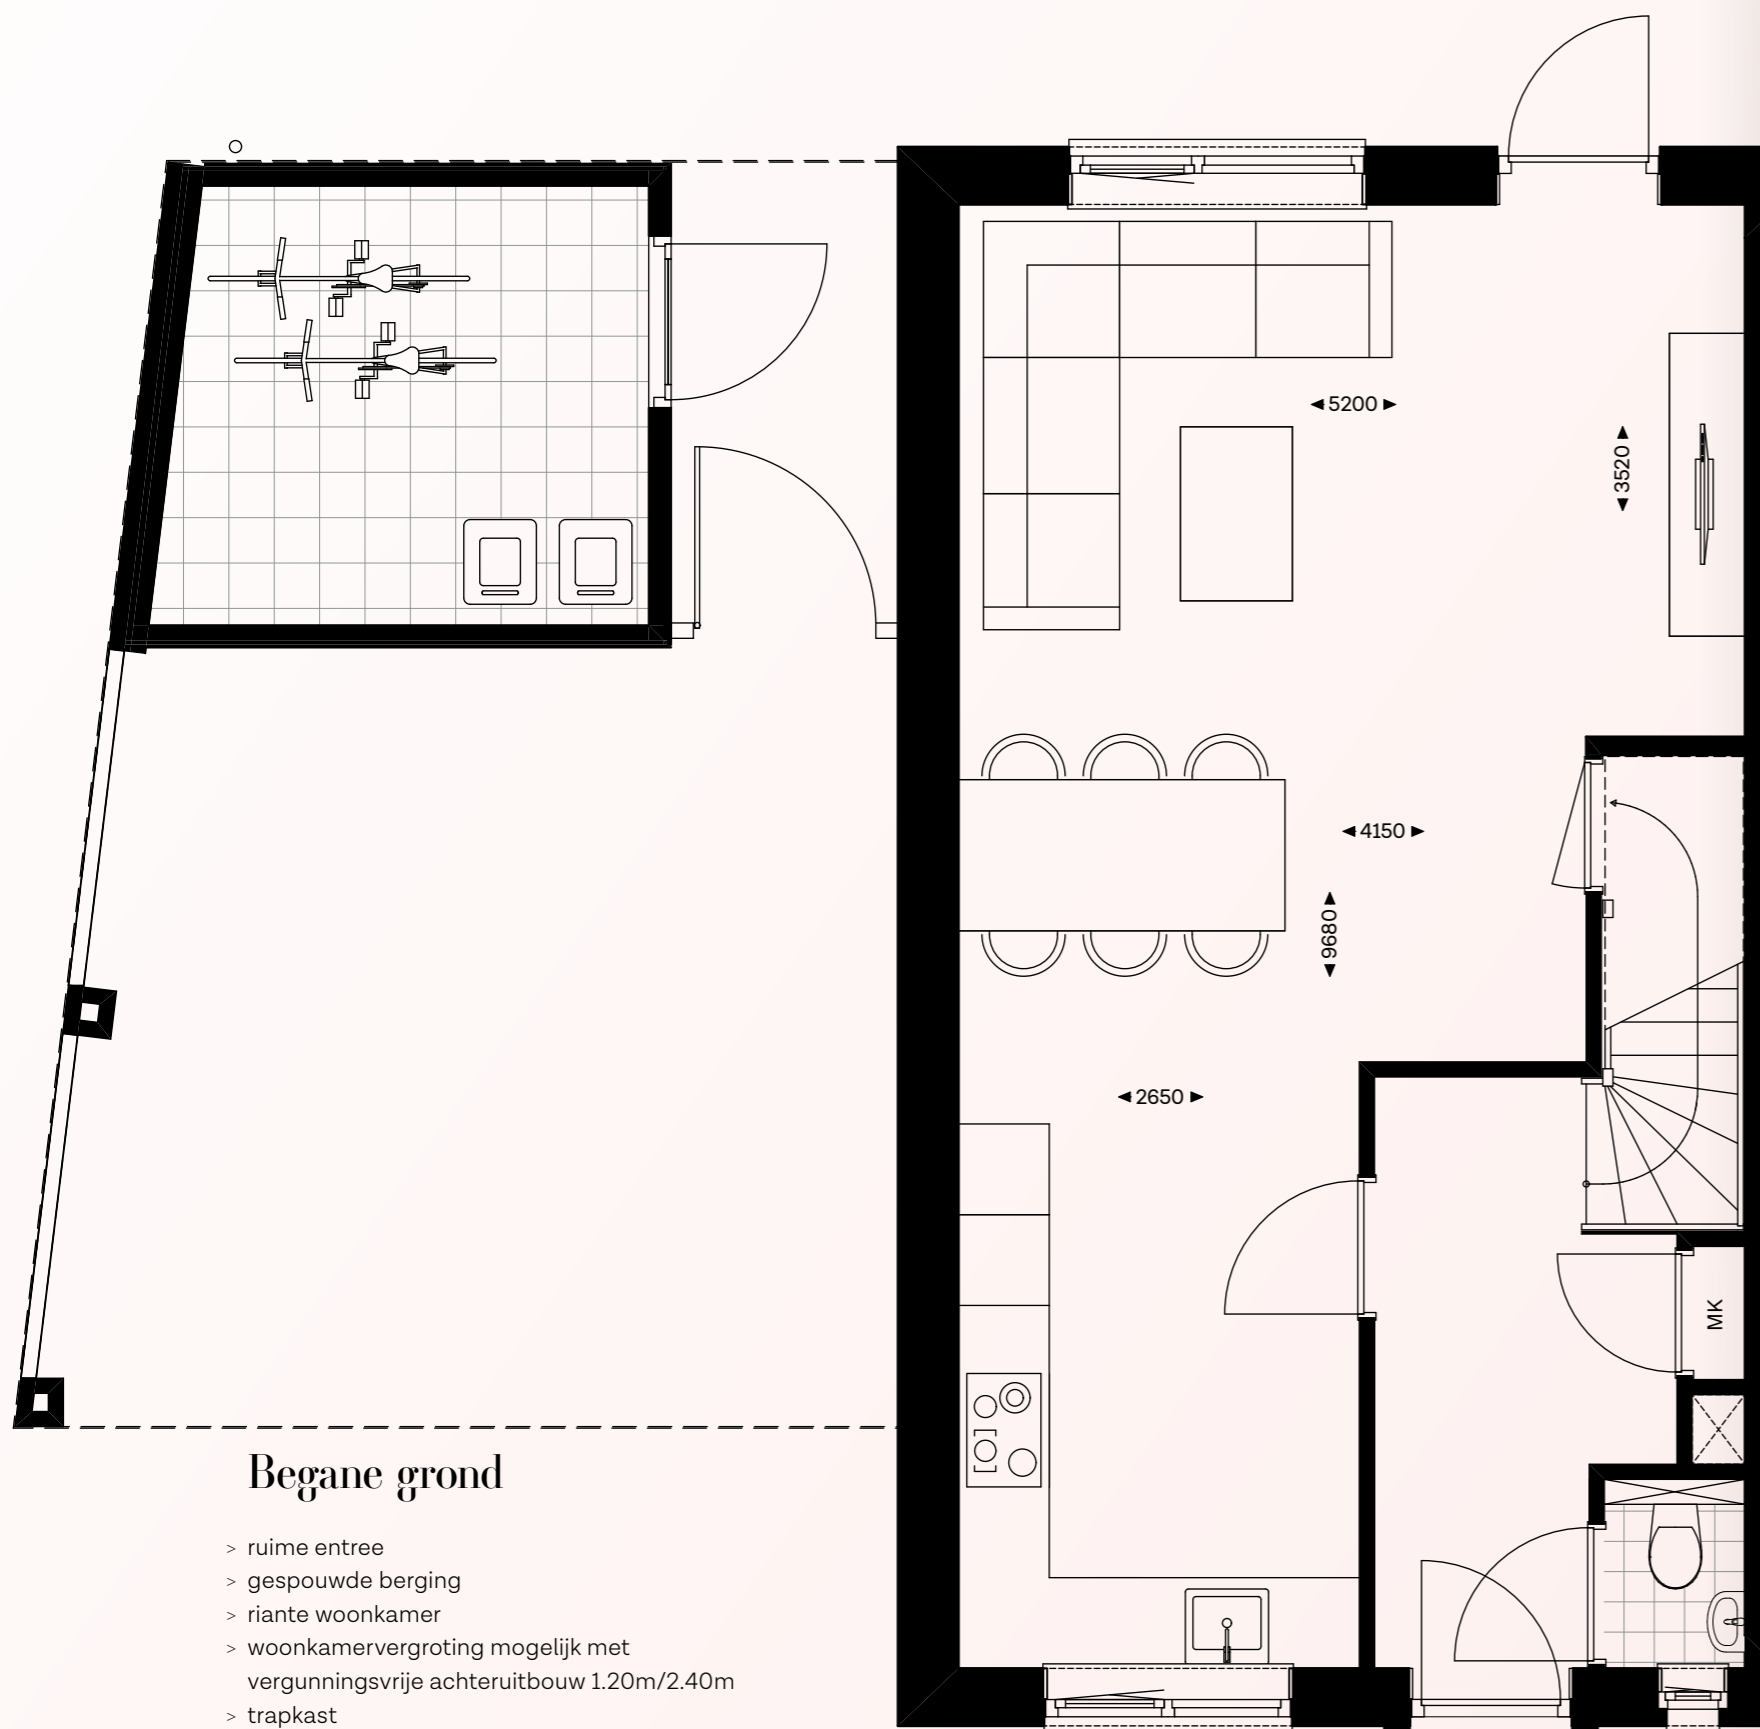 5200
3520
4150
9680
2650
MK
Begane grond
> ruime entree
> gespouwde berging
> riante woonkamer
> woonkamervergroting mogelijk met
vergunningsvrije achteruitbouw 1.20m/2.40m
> trapkast